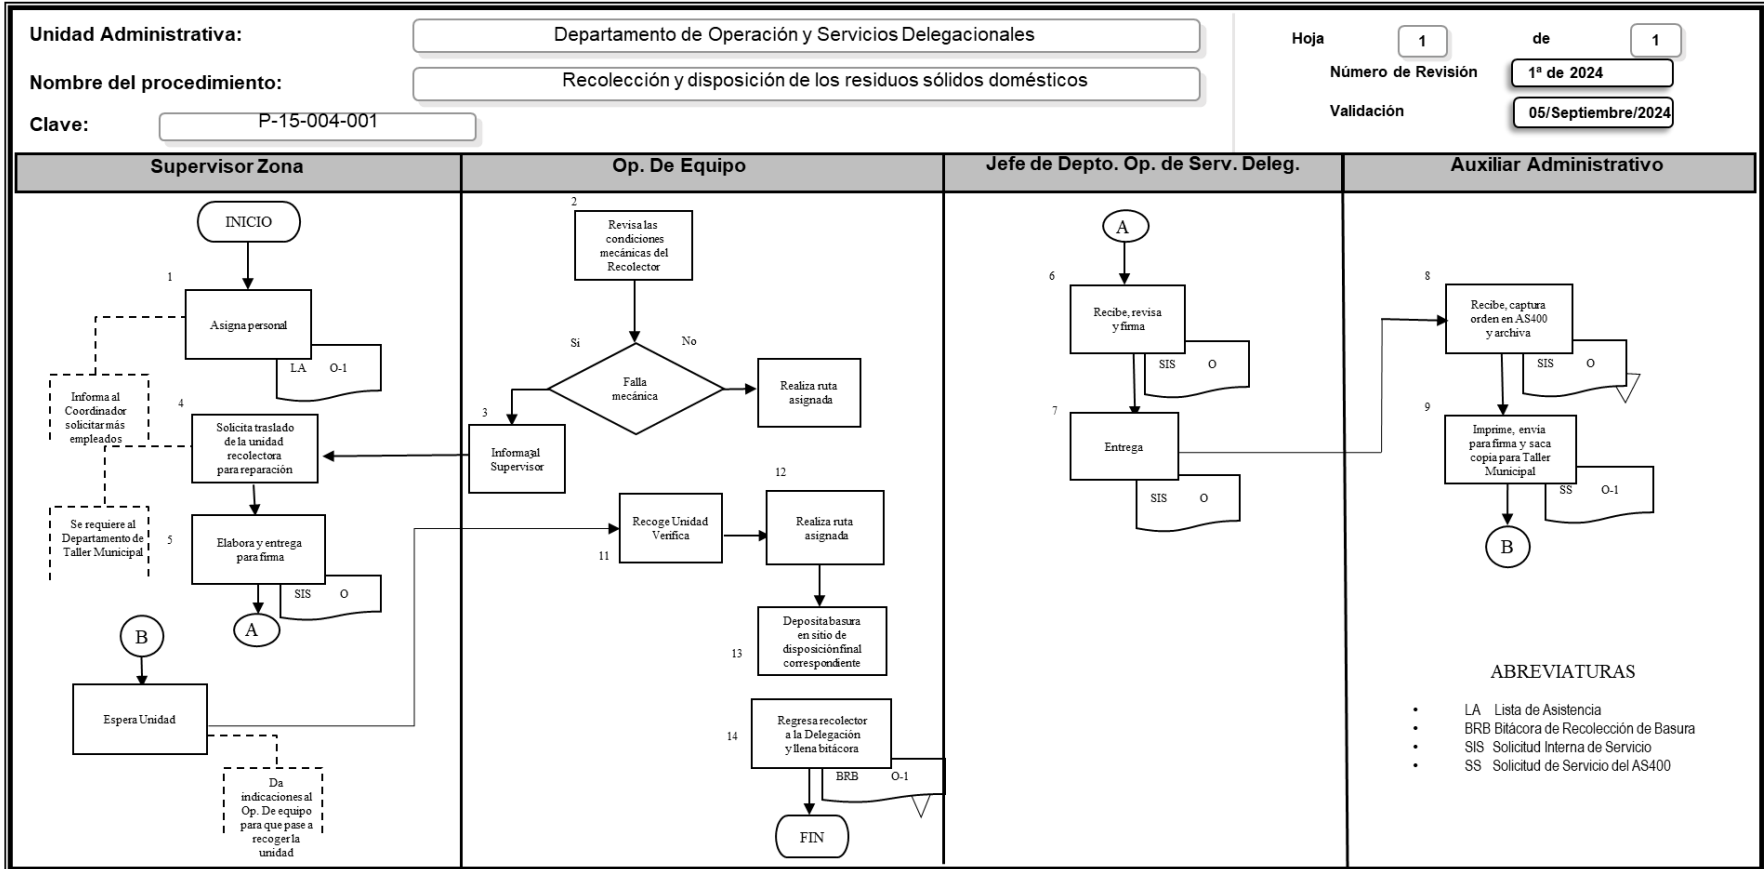 Unidad Administrativa:
Departamento de Operación y Servicios Delegacionales
Hoja
1
de
1
Nombre del procedimiento:
Recolección y disposición de los residuos sólidos domésticos
Número de Revisión
1ª de 2024
Clave:
P-15-004-001
Validación
05/Septiembre/2024
Supervisor Zona
Op. De Equipo
Jefe de Depto. Op. de Serv. Deleg.
Auxiliar Administrativo
INICIO
1
Asigna personal
LA O-1
Informa al
Coordinador
solicitar más
empleados
4
Solicita traslado
de la unidad
recolectora
para reparación
Se requiere al
Departamento de
Taller Municipal
5
Elabora y entrega
para firma
SIS O
A
B
Espera Unidad
Da
indicaciones al
Op. De equipo
para que pase a
recoger la
unidad
2
Revisa las
condiciones
mecánicas del
Recolector
Si
No
Falla
mecánica
Realiza ruta
asignada
3
Informa3al
Supervisor
Recoge Unidad
Verifica
11
12
Realiza ruta
asignada
13
Deposita basura
en sitio de
disposición final
correspondiente
14
Regresa recolector
a la Delegación
y llena bitácora
BRB O-1
FIN
A
6
Recibe, revisa
y firma
SIS O
7
Entrega
SIS O
8
Recibe, captura
orden en AS400
y archiva
SIS O
9
Imprime, envia
para firma y saca
copia para Taller
Municipal
SS O-1
B
ABREVIATURAS
• LA Lista de Asistencia
• BRB Bitácora de Recolección de Basura
• SIS Solicitud Interna de Servicio
• SS Solicitud de Servicio del AS400